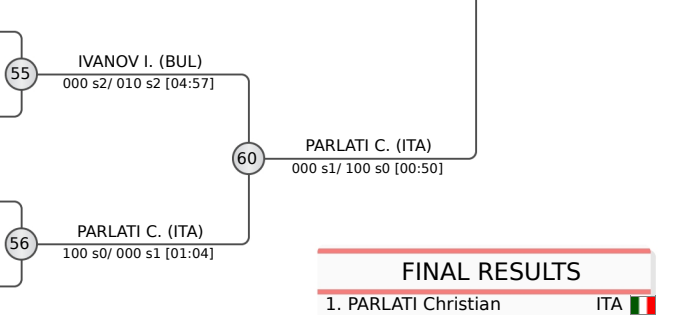 IVANOV I. (BUL)
55
000 s2/ 010 s2 [04:57]
PARLATI C. (ITA)
60
000 s1/ 100 s0 [00:50]
PARLATI C. (ITA)
56
100 s0/ 000 s1 [01:04]
FINAL RESULTS
1. PARLATI Christian ITA